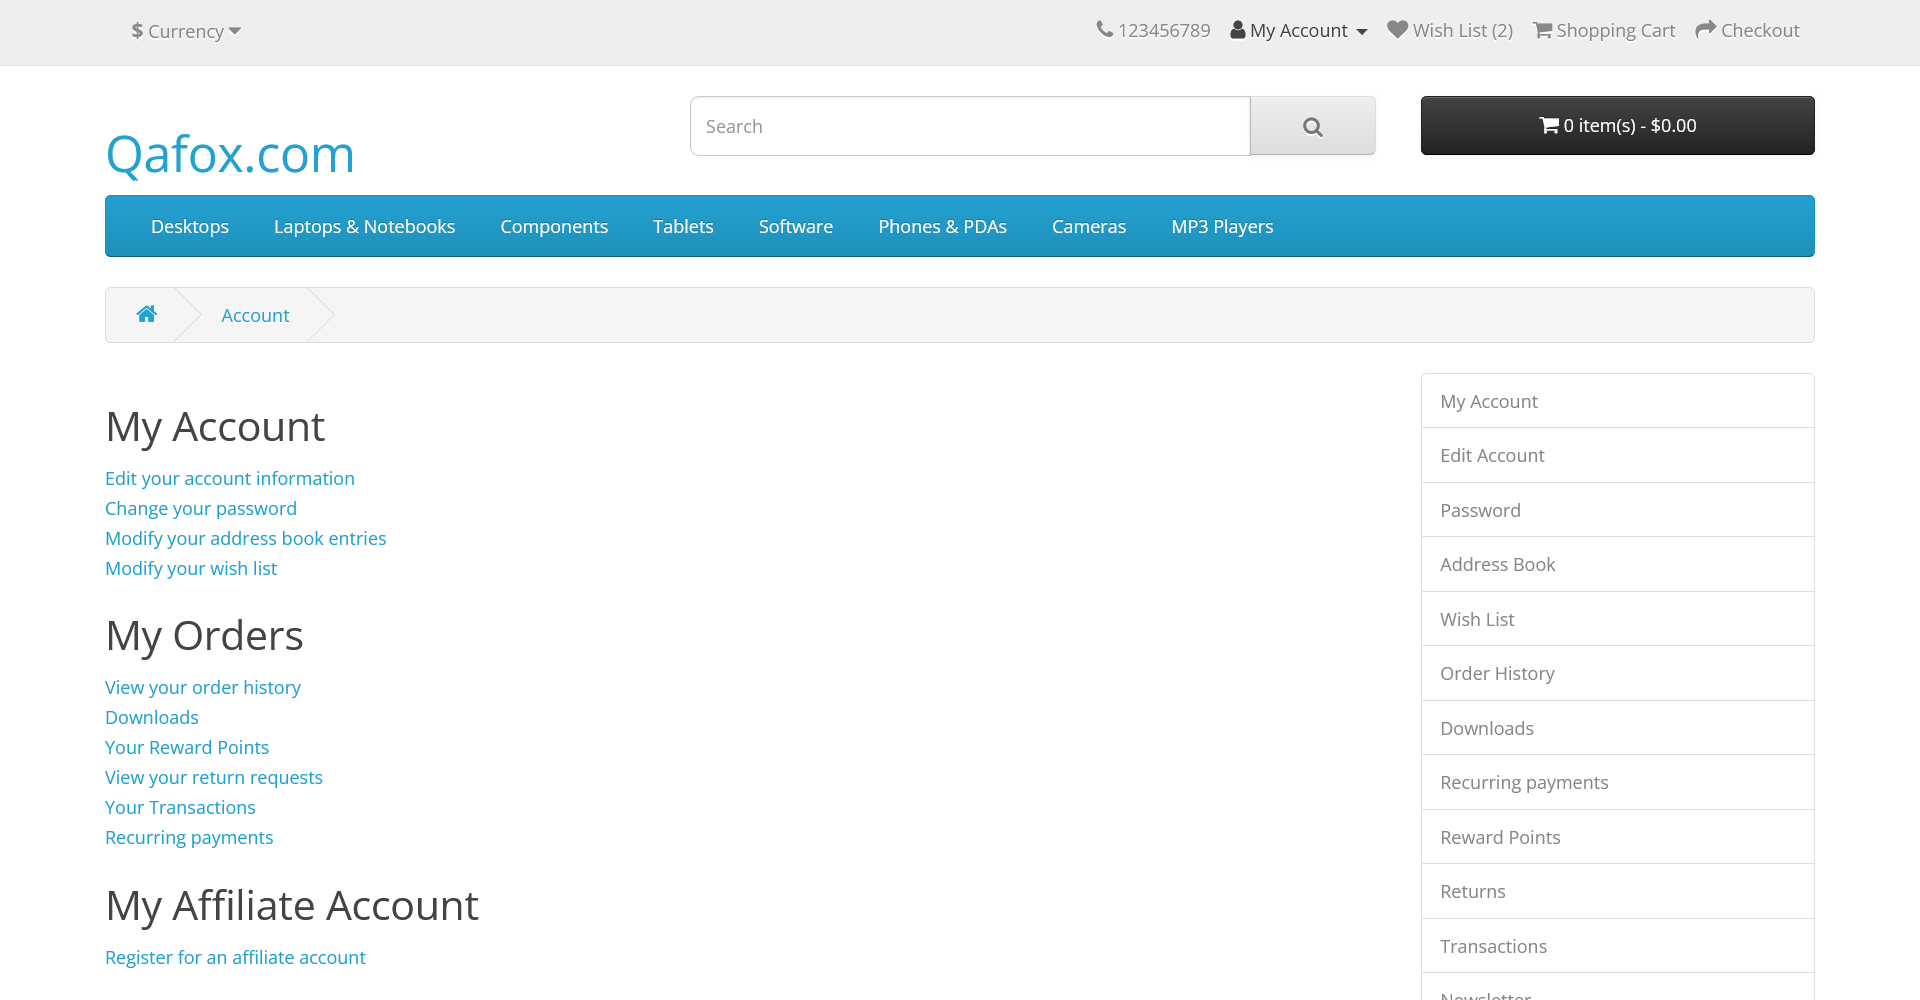 $ Currency
123456789 My Account Wish List (2) Shopping Cart Checkout
Qafox.com
Search
0 item(s) - $0.00
Desktops Laptops & Notebooks Components Tablets Software Phones & PDAs Cameras MP3 Players
Account
My Account
Edit your account information
Change your password
Modify your address book entries
Modify your wish list
My Orders
View your order history
Downloads
Your Reward Points
View your return requests
Your Transactions
Recurring payments
My Affiliate Account
Register for an affiliate account
My Account
Edit Account
Password
Address Book
Wish List
Order History
Downloads
Recurring payments
Reward Points
Returns
Transactions
Newsletter